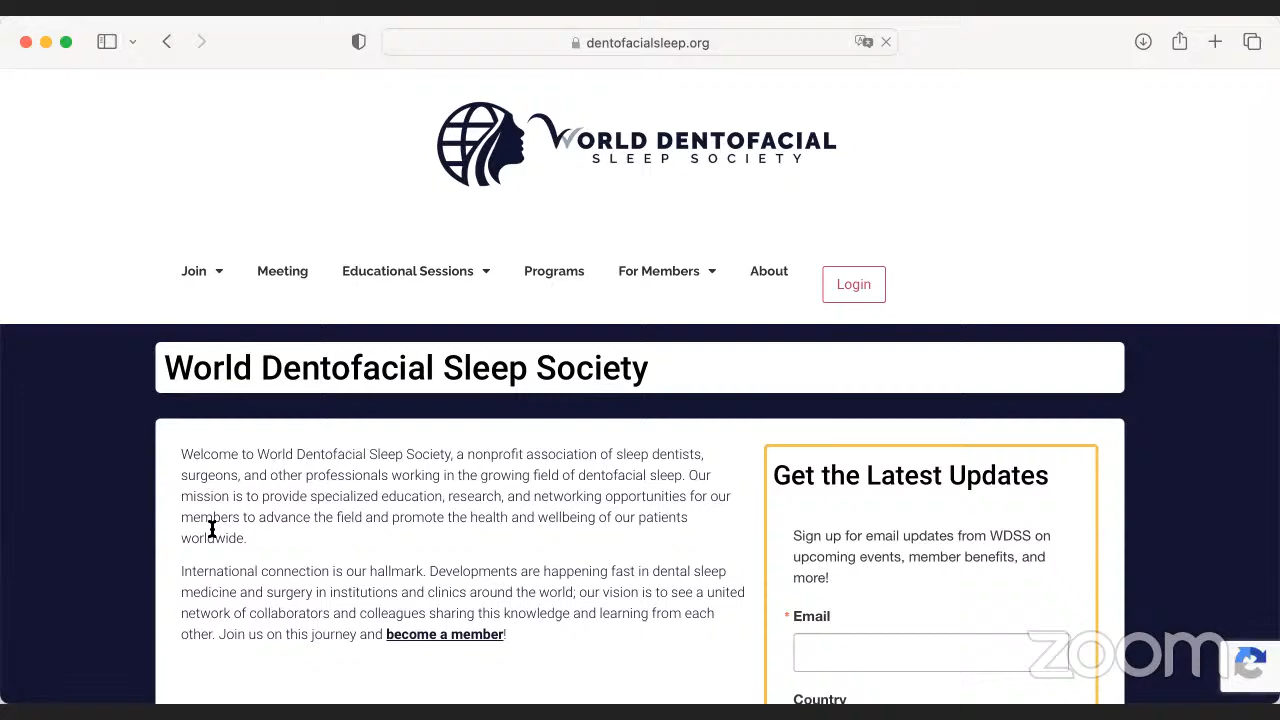 dentofacialsleep.org
WORLD DENTOFACIAL
SLEEP SOCIETY
Join Meeting Educational Sessions Programs For Members About Login
World Dentofacial Sleep Society
Welcome to World Dentofacial Sleep Society, a nonprofit association of sleep dentists,
surgeons, and other professionals working in the growing field of dentofacial sleep. Our
mission is to provide specialized education, research, and networking opportunities for our
members to advance the field and promote the health and wellbeing of our patients
worldwide.
International connection is our hallmark. Developments are happening fast in dental sleep
medicine and surgery in institutions and clinics around the world; our vision is to see a united
network of collaborators and colleagues sharing this knowledge and learning from each
other. Join us on this journey and become a member!
Get the Latest Updates
Sign up for email updates from WDSS on
upcoming events, member benefits, and
more!
* Email
Country
zoom